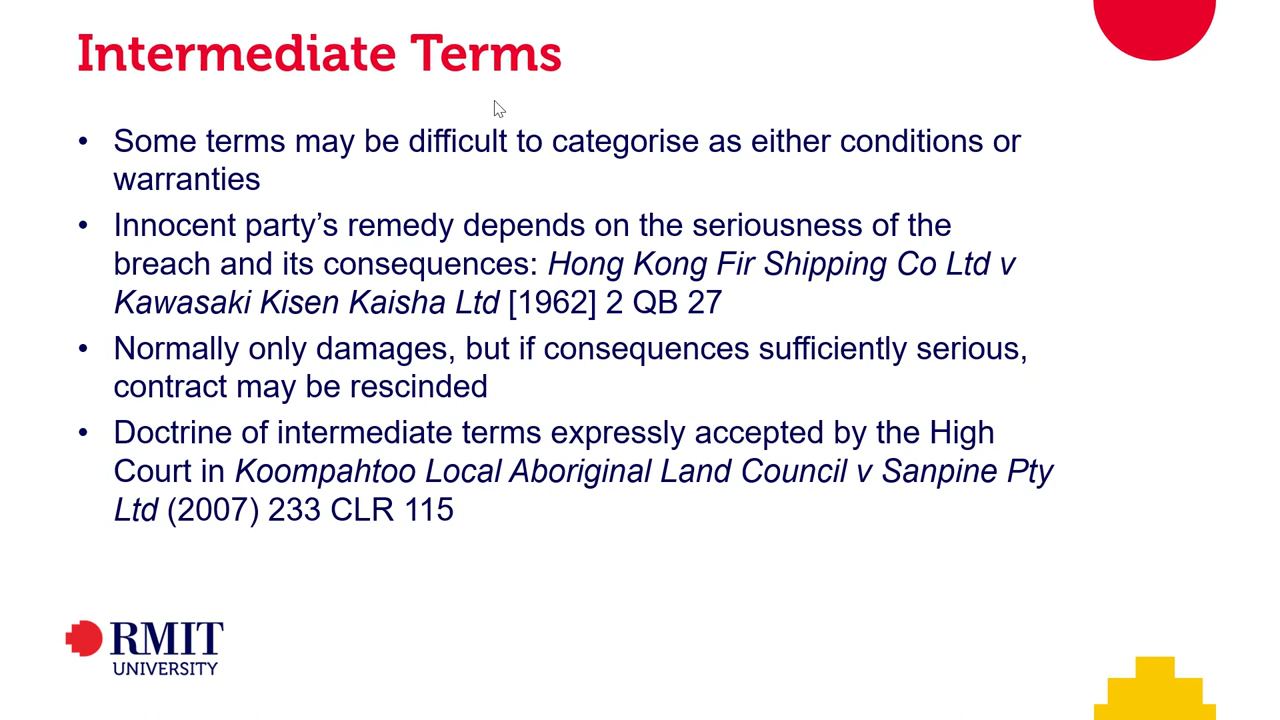 Intermediate Terms
• Some terms may be difficult to categorise as either conditions or
warranties
• Innocent party’s remedy depends on the seriousness of the
breach and its consequences: Hong Kong Fir Shipping Co Ltd v
Kawasaki Kisen Kaisha Ltd [1962] 2 QB 27
• Normally only damages, but if consequences sufficiently serious,
contract may be rescinded
• Doctrine of intermediate terms expressly accepted by the High
Court in Koompahtoo Local Aboriginal Land Council v Sanpine Pty
Ltd (2007) 233 CLR 115
RMIT
UNIVERSITY